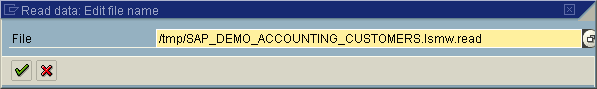 Read data: Edit file name
File /tmp/SAP_DEMO_ACCOUNTING_CUSTOMERS.lsmw.read